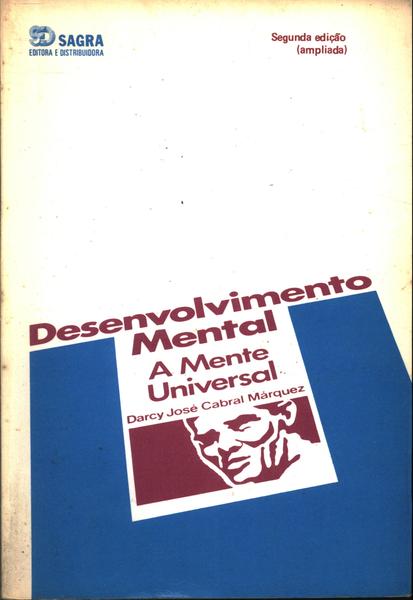 SAGRA
EDITORA E DISTRIBUIDORA
Segunda edição
(ampliada)
Desenvolvimento
Mental
A Mente
Universal
Darcy José Cabral Márquez